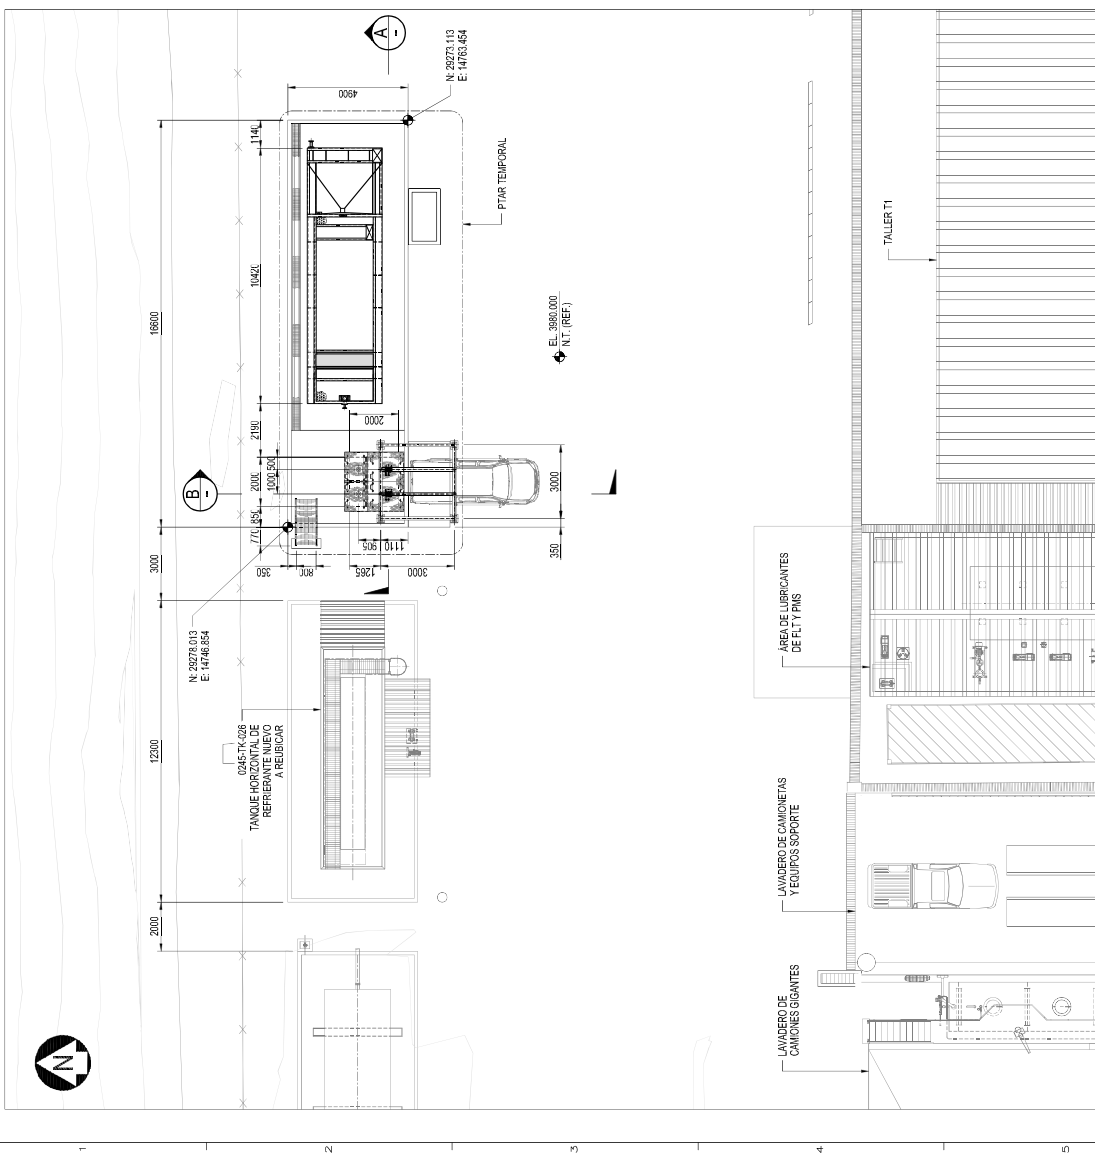 A
-
N: 29273.113
E: 14763.454
4900
1140
PTAR TEMPORAL
TALLER T1
10420
16600
EL. 3980.000
N.T. (REF.)
2190
2000
B
-
2000
500
1000
850
770
3000
350
905
1110
350
800
1265
3000
3000
N: 29278.013
E: 14746.854
ÁREA DE LUBRICANTES
DE FLT Y PMS
0245-TK-026
TANQUE HORIZONTAL DE
REFRIERANTE NUEVO
A REUBICAR
12300
LAVADERO DE CAMIONETAS
Y EQUIPOS SOPORTE
2000
LAVADERO DE
CAMIONES GIGANTES
N
1
2
3
4
5